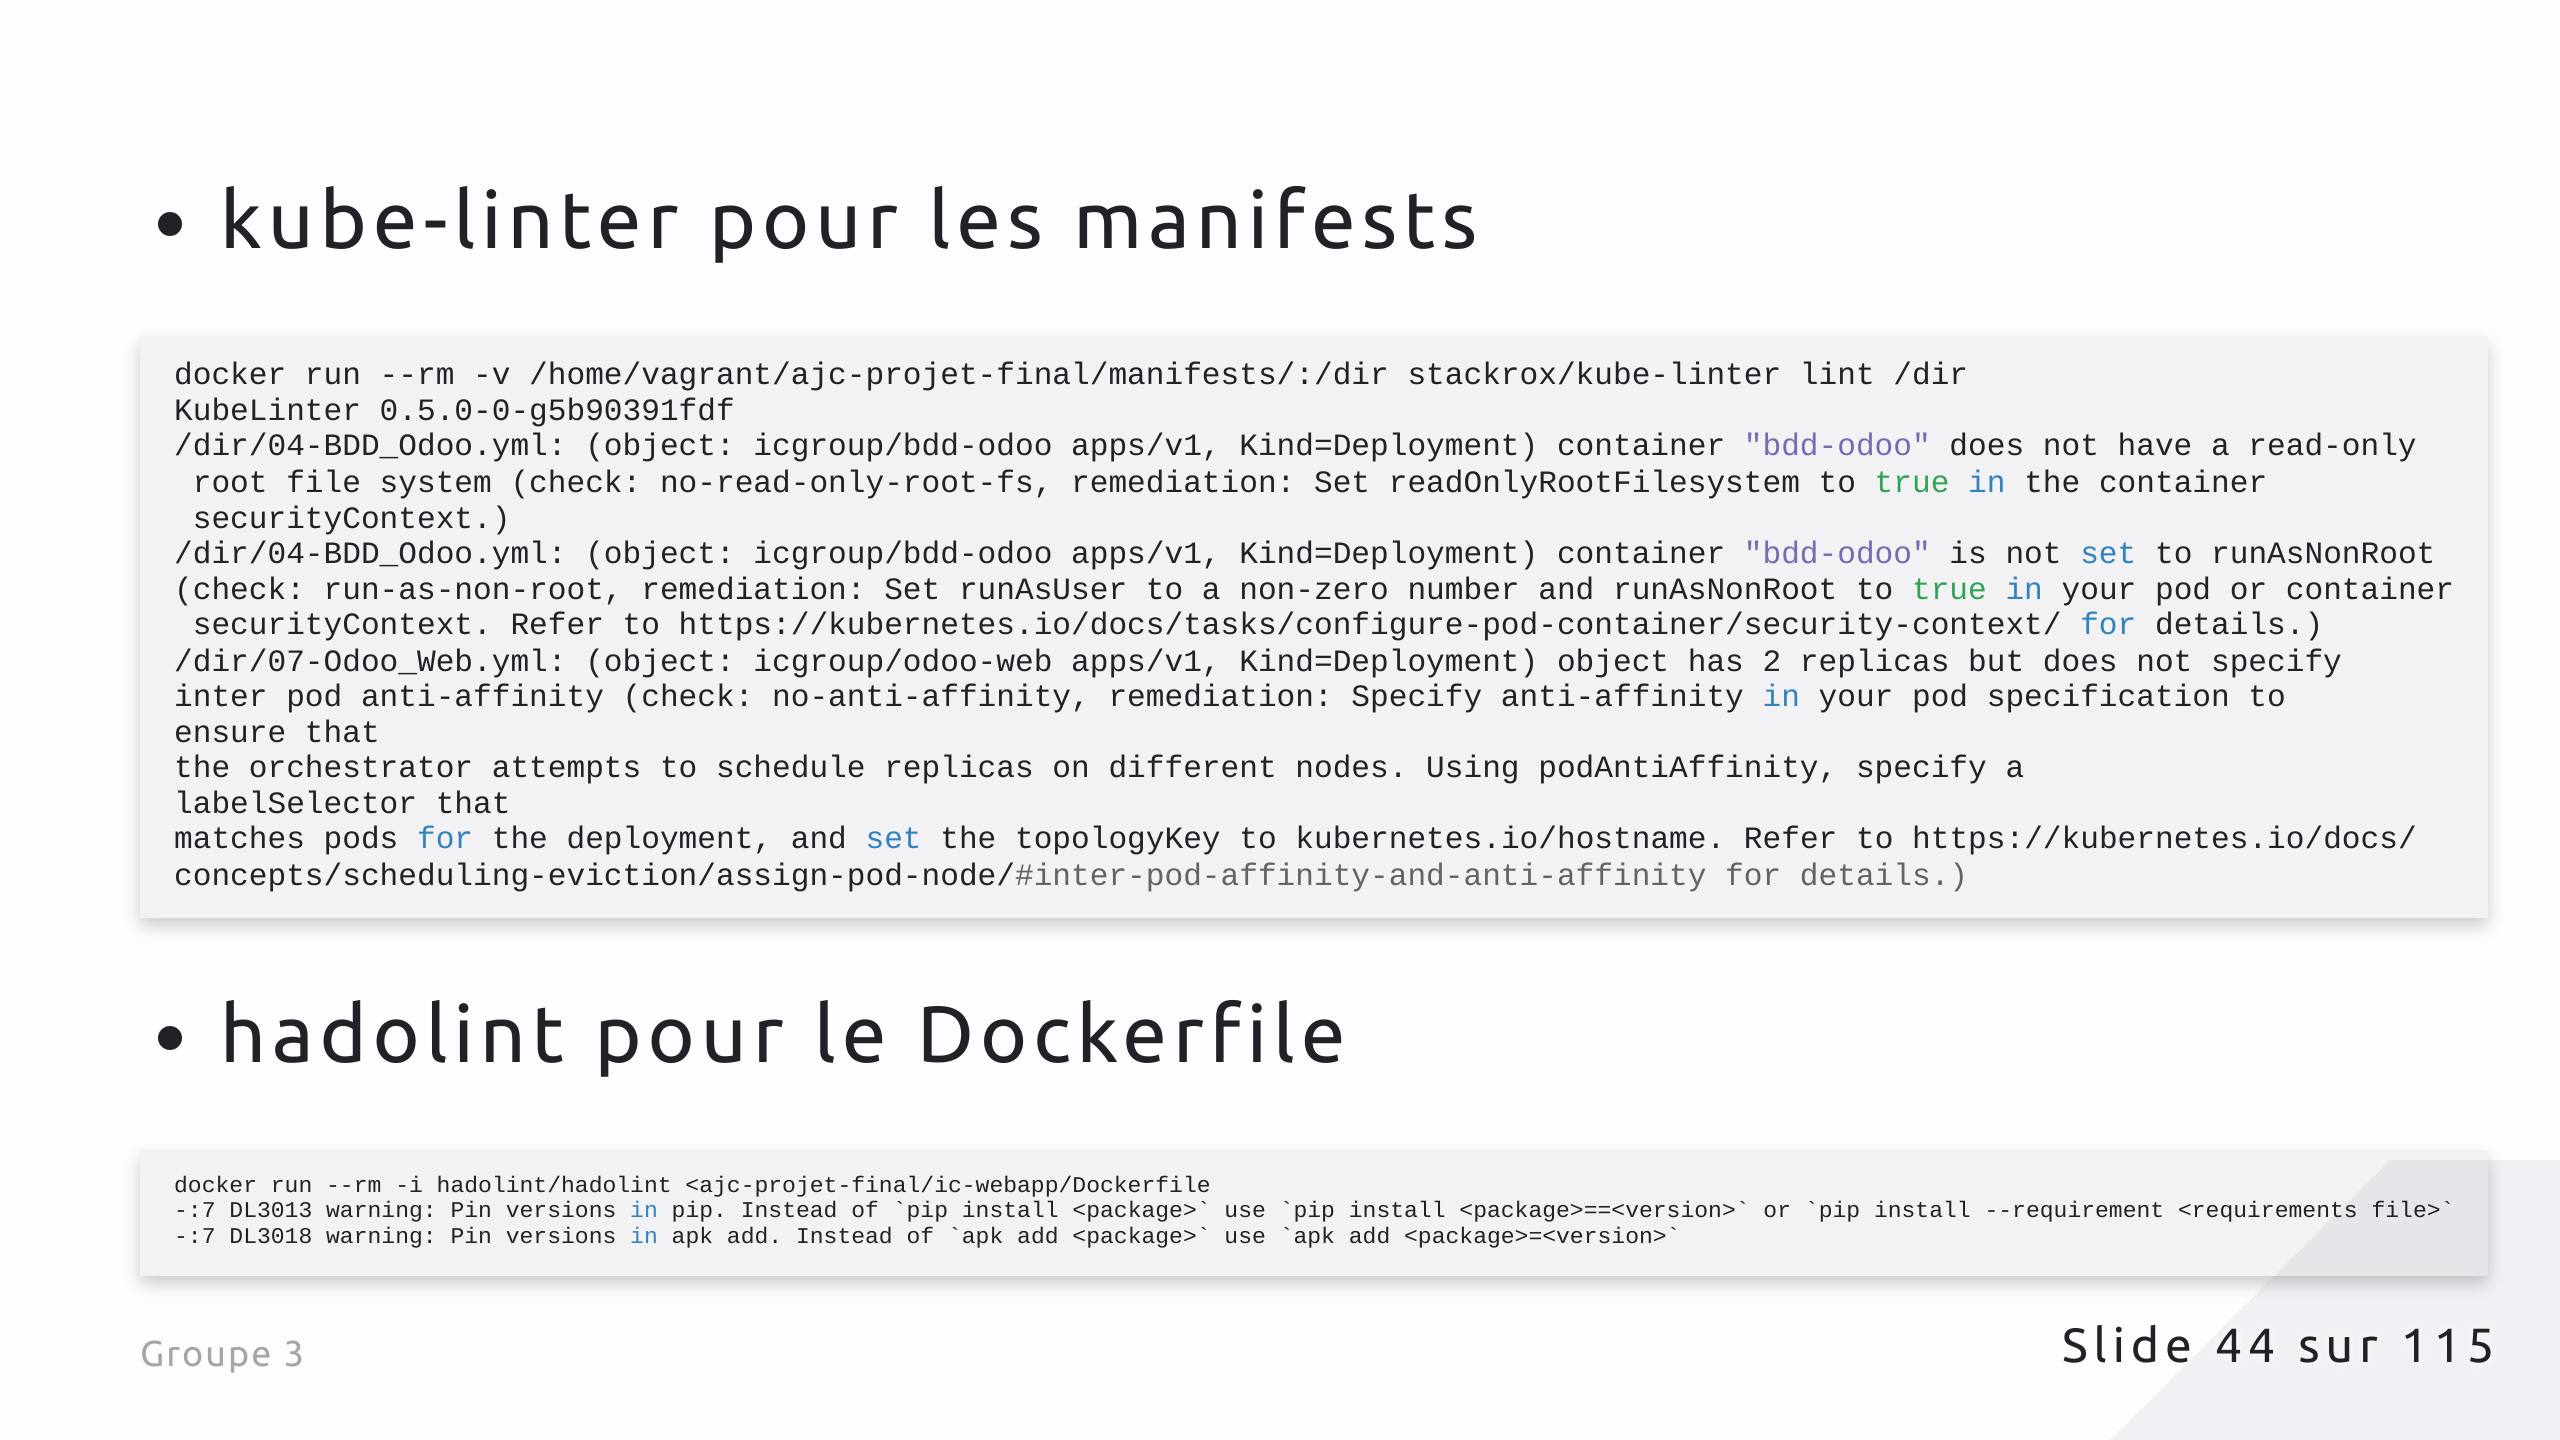 • kube-linter pour les manifests
docker run --rm -v /home/vagrant/ajc-projet-final/manifests/:/dir stackrox/kube-linter lint /dir
KubeLinter 0.5.0-0-g5b90391fdf
/dir/04-BDD_Odoo.yml: (object: icgroup/bdd-odoo apps/v1, Kind=Deployment) container "bdd-odoo" does not have a read-only
 root file system (check: no-read-only-root-fs, remediation: Set readOnlyRootFilesystem to true in the container
 securityContext.)
/dir/04-BDD_Odoo.yml: (object: icgroup/bdd-odoo apps/v1, Kind=Deployment) container "bdd-odoo" is not set to runAsNonRoot
(check: run-as-non-root, remediation: Set runAsUser to a non-zero number and runAsNonRoot to true in your pod or container
 securityContext. Refer to https://kubernetes.io/docs/tasks/configure-pod-container/security-context/ for details.)
/dir/07-Odoo_Web.yml: (object: icgroup/odoo-web apps/v1, Kind=Deployment) object has 2 replicas but does not specify
inter pod anti-affinity (check: no-anti-affinity, remediation: Specify anti-affinity in your pod specification to
ensure that
the orchestrator attempts to schedule replicas on different nodes. Using podAntiAffinity, specify a
labelSelector that
matches pods for the deployment, and set the topologyKey to kubernetes.io/hostname. Refer to https://kubernetes.io/docs/
concepts/scheduling-eviction/assign-pod-node/#inter-pod-affinity-and-anti-affinity for details.)
• hadolint pour le Dockerfile
docker run --rm -i hadolint/hadolint <ajc-projet-final/ic-webapp/Dockerfile
-:7 DL3013 warning: Pin versions in pip. Instead of `pip install <package>` use `pip install <package>==<version>` or `pip install --requirement <requirements file>`
-:7 DL3018 warning: Pin versions in apk add. Instead of `apk add <package>` use `apk add <package>=<version>`
Groupe 3
Slide 44 sur 115